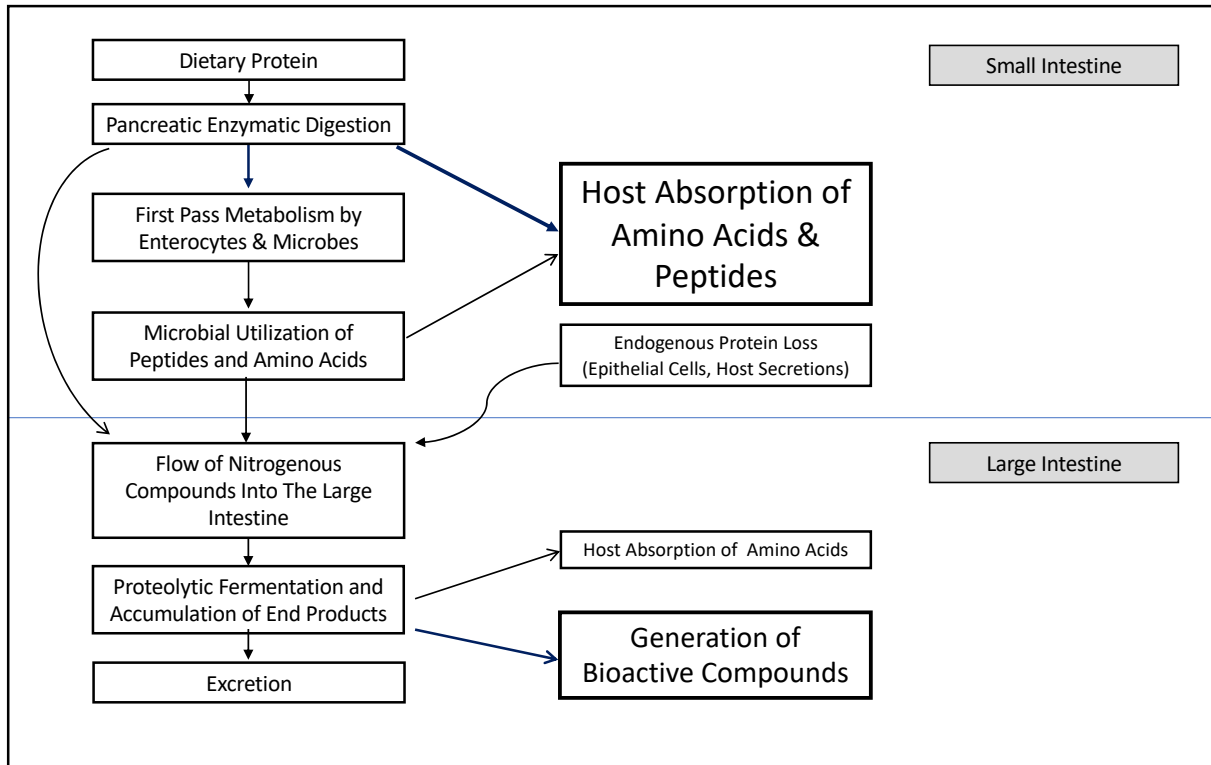 Dietary Protein
Small Intestine
Pancreatic Enzymatic Digestion
First Pass Metabolism by
Enterocytes & Microbes
Host Absorption of
Amino Acids &
Peptides
Microbial Utilization of
Peptides and Amino Acids
Endogenous Protein Loss
(Epithelial Cells, Host Secretions)
Flow of Nitrogenous
Compounds Into The Large
Intestine
Large Intestine
Host Absorption of Amino Acids
Proteolytic Fermentation and
Accumulation of End Products
Generation of
Bioactive Compounds
Excretion